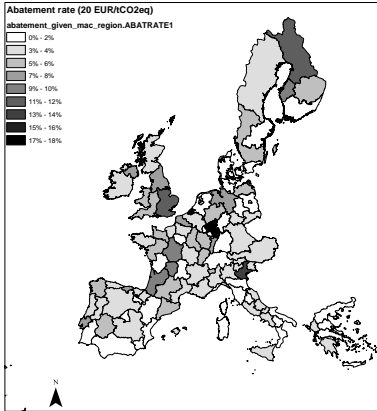 Abatement rate (20 EUR/tCO2eq)
abatement_given_mac_region.ABATRATE1
0% - 2%
3% - 4%
5% - 6%
7% - 8%
9% - 10%
11% - 12%
13% - 14%
15% - 16%
17% - 18%
N